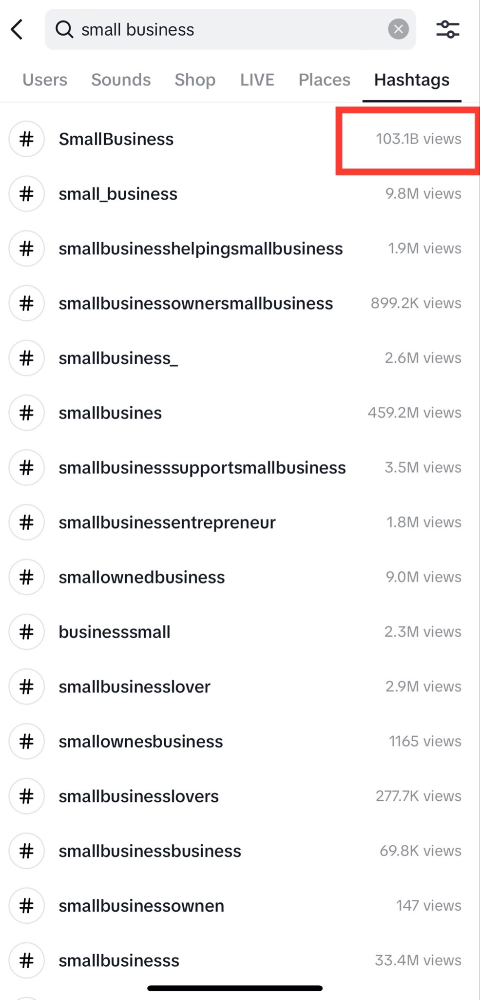 small business
Users Sounds Shop LIVE Places Hashtags
# SmallBusiness 103.1B views
# small_business 9.8M views
# smallbusinesshelpingsmallbusiness 1.9M views
# smallbusinessownersmallbusiness 899.2K views
# smallbusiness_ 2.6M views
# smallbusines 459.2M views
# smallbusinesssupportsmallbusiness 3.5M views
# smallbusinessentrepreneur 1.8M views
# smallownedbusiness 9.0M views
# businesssmall 2.3M views
# smallbusinesslover 2.9M views
# smallownesbusiness 1165 views
# smallbusinesslovers 277.7K views
# smallbusinessbusiness 69.8K views
# smallbusinessownen 147 views
# smallbusinesss 33.4M views